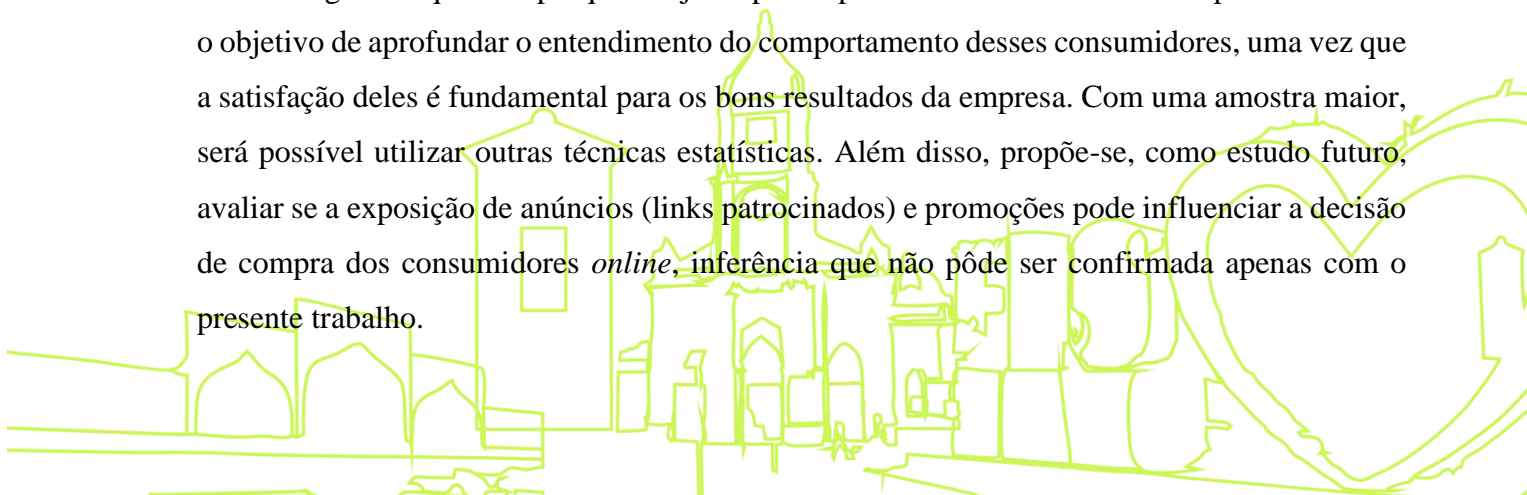 o objetivo de aprofundar o entendimento do comportamento desses consumidores, uma vez que
a satisfação deles é fundamental para os bons resultados da empresa. Com uma amostra maior,
será possível utilizar outras técnicas estatísticas. Além disso, propõe-se, como estudo futuro,
avaliar se a exposição de anúncios (links patrocinados) e promoções pode influenciar a decisão
de compra dos consumidores online, inferência que não pôde ser confirmada apenas com o
presente trabalho.